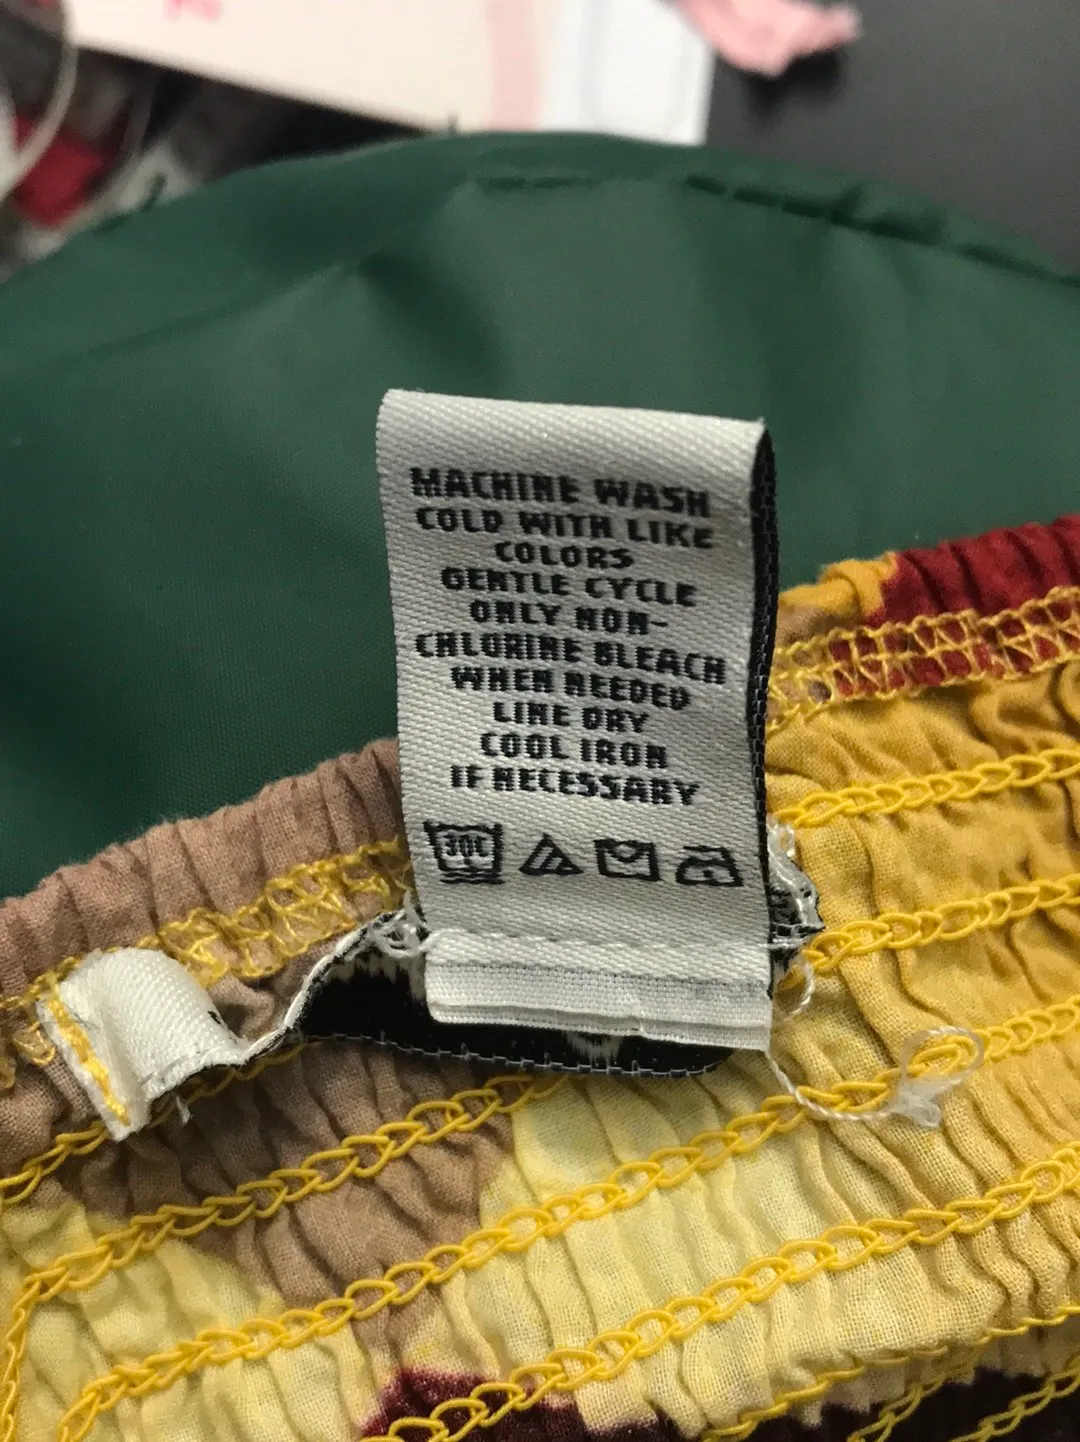 MACHINE WASH
COLD WITH LIKE
COLORS
GENTLE CYCLE
ONLY NON-
CHLORINE BLEACH
WHEN NEEDED
LINE DRY
COOL IRON
IF NECESSARY
30C